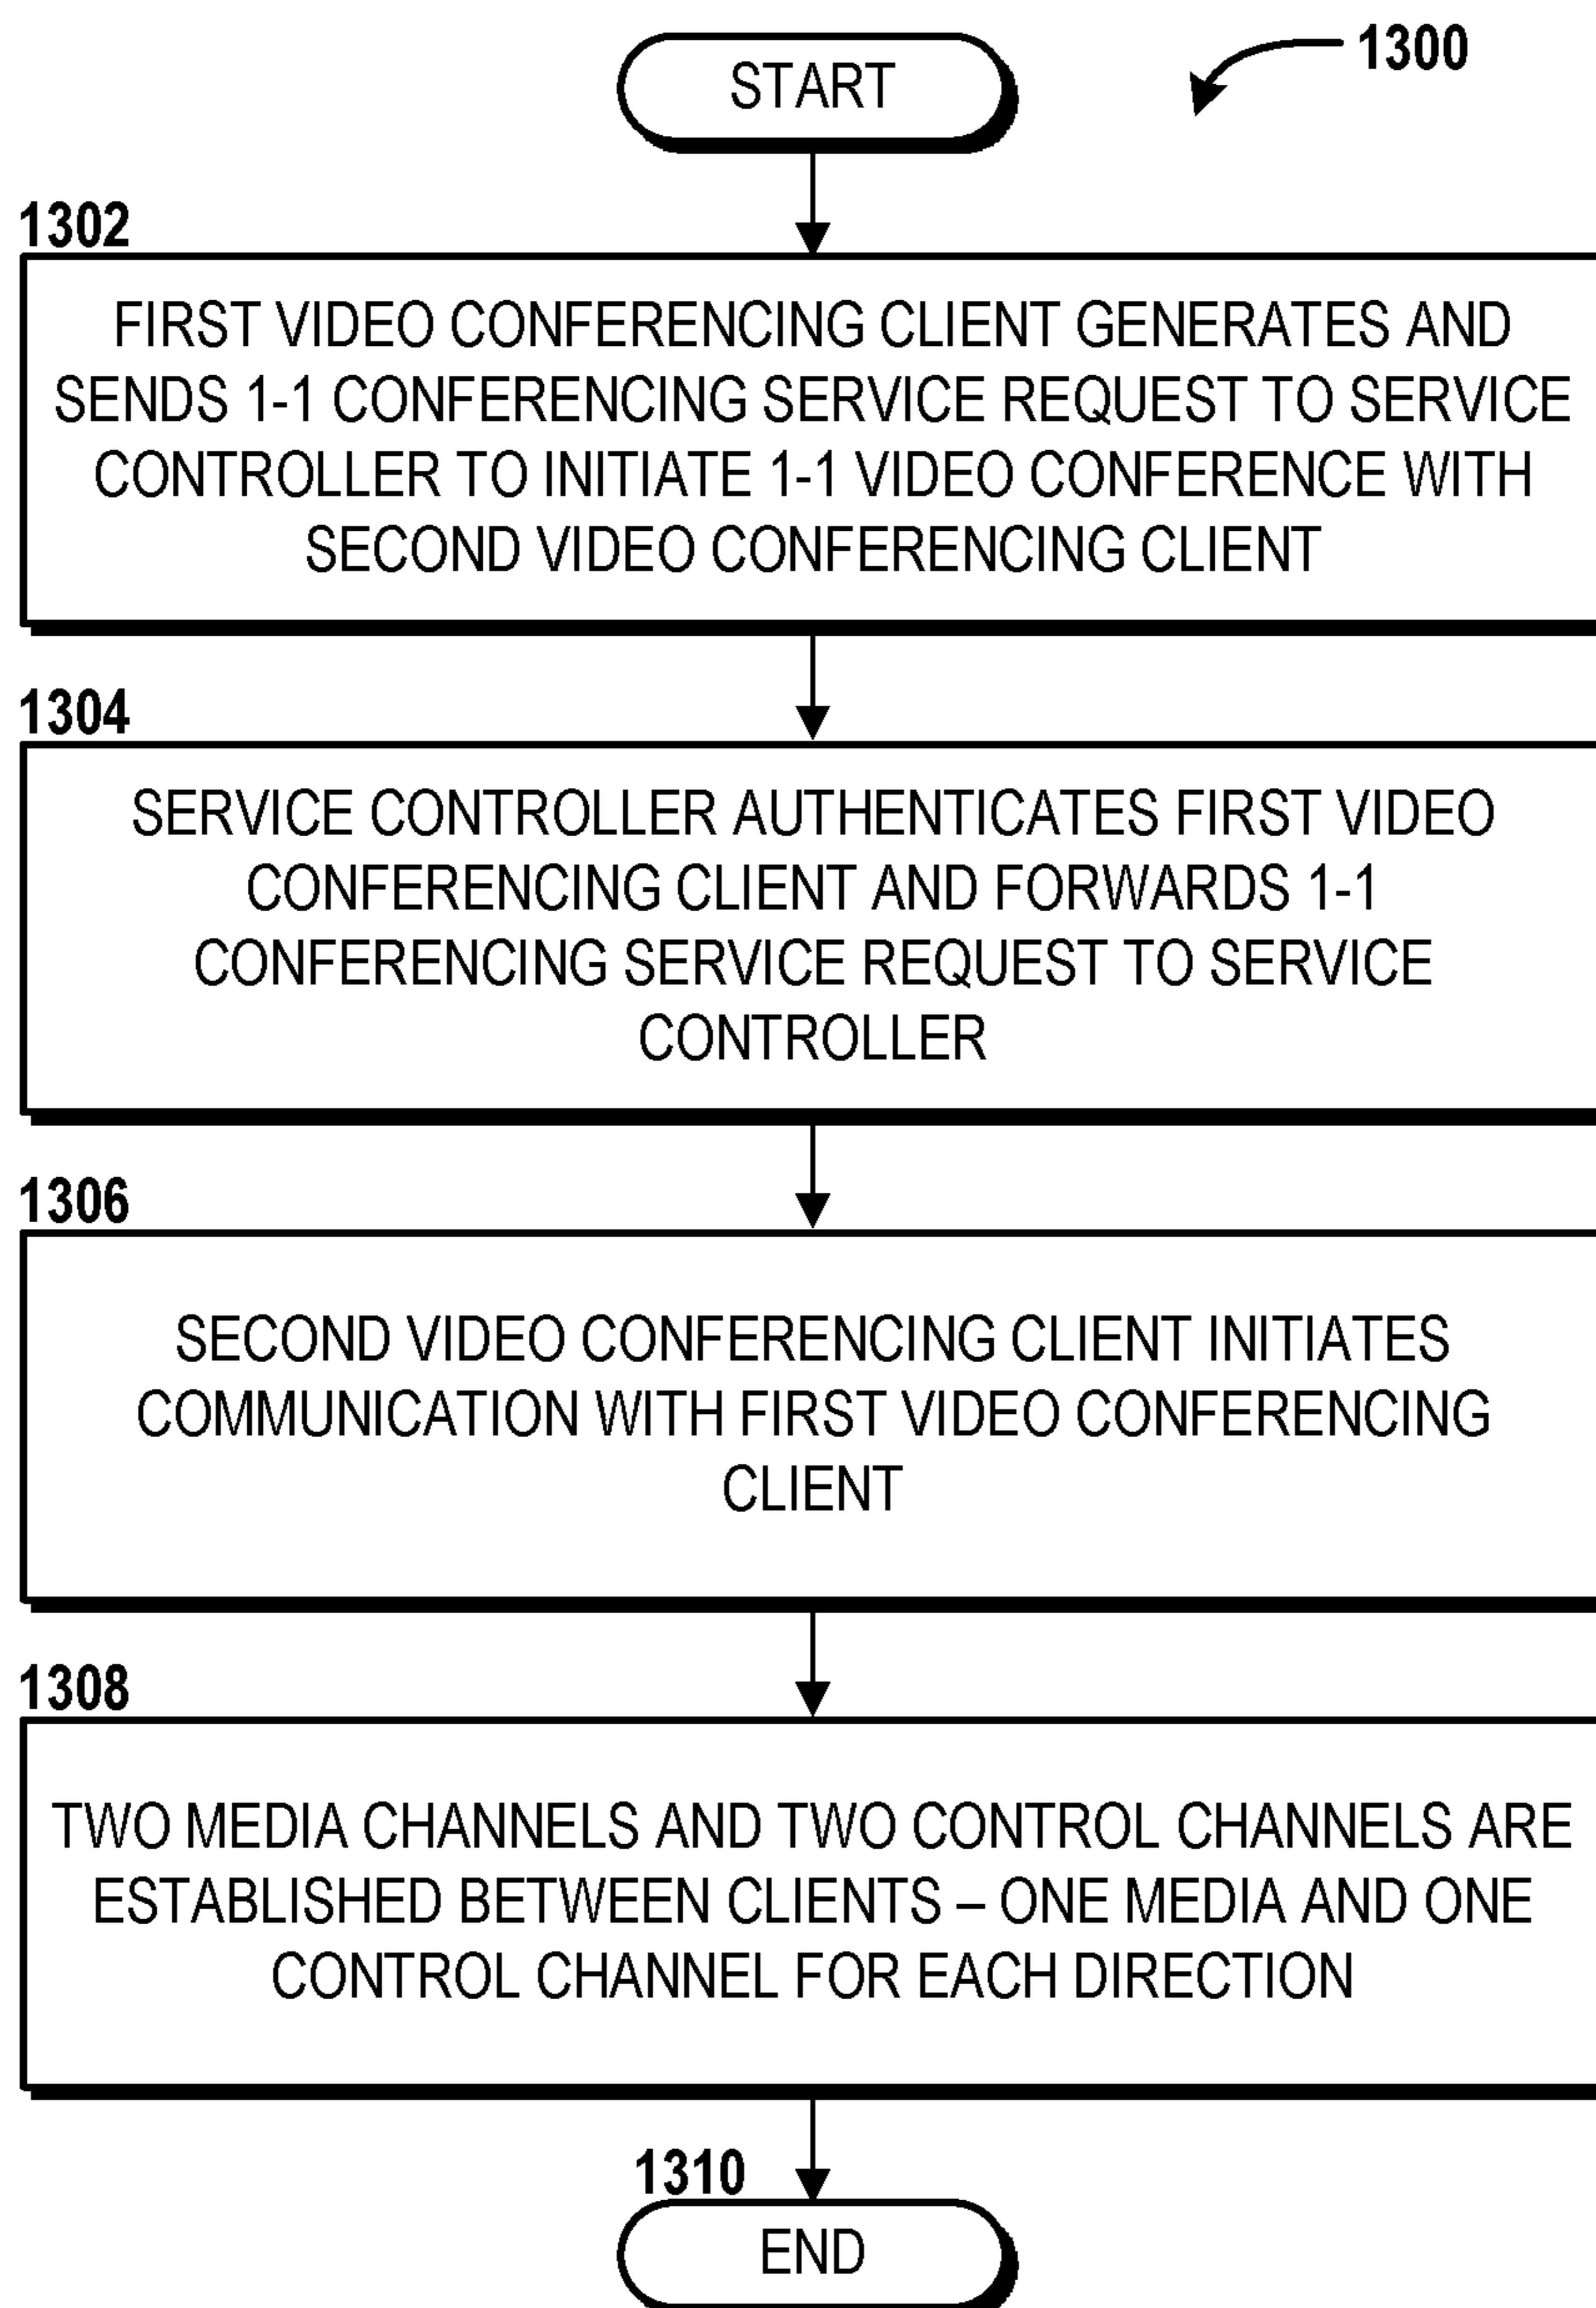 START
1300
1302
FIRST VIDEO CONFERENCING CLIENT GENERATES AND
SENDS 1-1 CONFERENCING SERVICE REQUEST TO SERVICE
CONTROLLER TO INITIATE 1-1 VIDEO CONFERENCE WITH
SECOND VIDEO CONFERENCING CLIENT
1304
SERVICE CONTROLLER AUTHENTICATES FIRST VIDEO
CONFERENCING CLIENT AND FORWARDS 1-1
CONFERENCING SERVICE REQUEST TO SERVICE
CONTROLLER
1306
SECOND VIDEO CONFERENCING CLIENT INITIATES
COMMUNICATION WITH FIRST VIDEO CONFERENCING
CLIENT
1308
TWO MEDIA CHANNELS AND TWO CONTROL CHANNELS ARE
ESTABLISHED BETWEEN CLIENTS – ONE MEDIA AND ONE
CONTROL CHANNEL FOR EACH DIRECTION
1310
END